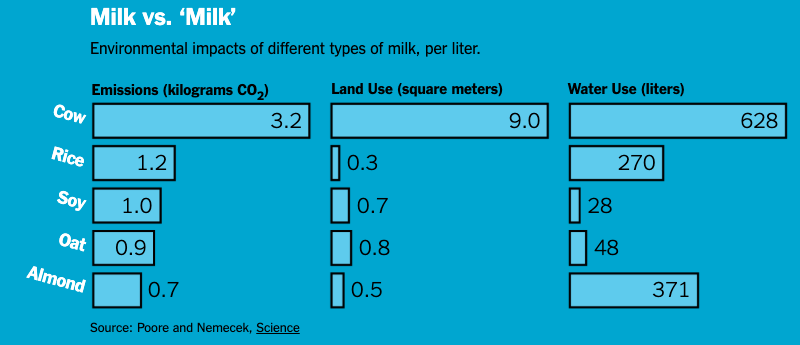 Milk vs. ‘Milk’
Environmental impacts of different types of milk, per liter.
Emissions (kilograms CO2) Land Use (square meters) Water Use (liters)
Cow 3.2 9.0 628
Rice 1.2 0.3 270
Soy 1.0 0.7 28
Oat 0.9 0.8 48
Almond 0.7 0.5 371
Source: Poore and Nemecek, Science